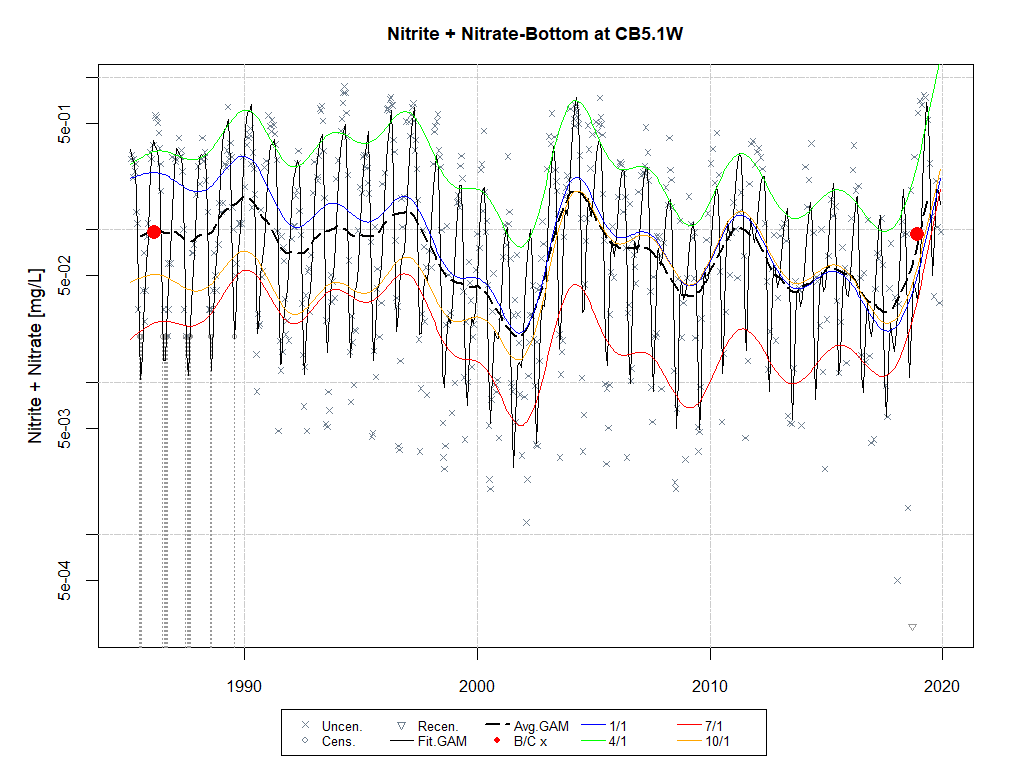 Nitrite + Nitrate-Bottom at CB5.1W
Nitrite + Nitrate [mg/L]
5e-01
5e-02
5e-03
5e-04
1990 2000 2010 2020
Uncen. Recen. Avg.GAM 1/1 7/1
Cens. Fit.GAM B/C x 4/1 10/1